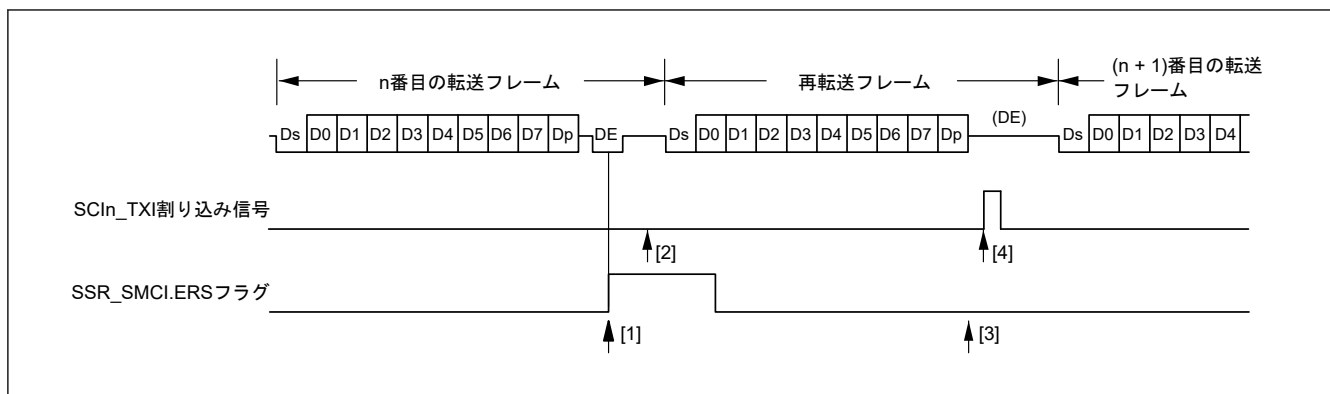 n番目の転送フレーム
再転送フレーム
(n + 1)番目の転送
フレーム
Ds D0 D1 D2 D3 D4 D5 D6 D7 Dp DE
Ds D0 D1 D2 D3 D4 D5 D6 D7 Dp
(DE)
Ds D0 D1 D2 D3 D4
SCIn_TXI割り込み信号
[2]
[4]
SSR_SMCI.ERSフラグ
[1]
[3]